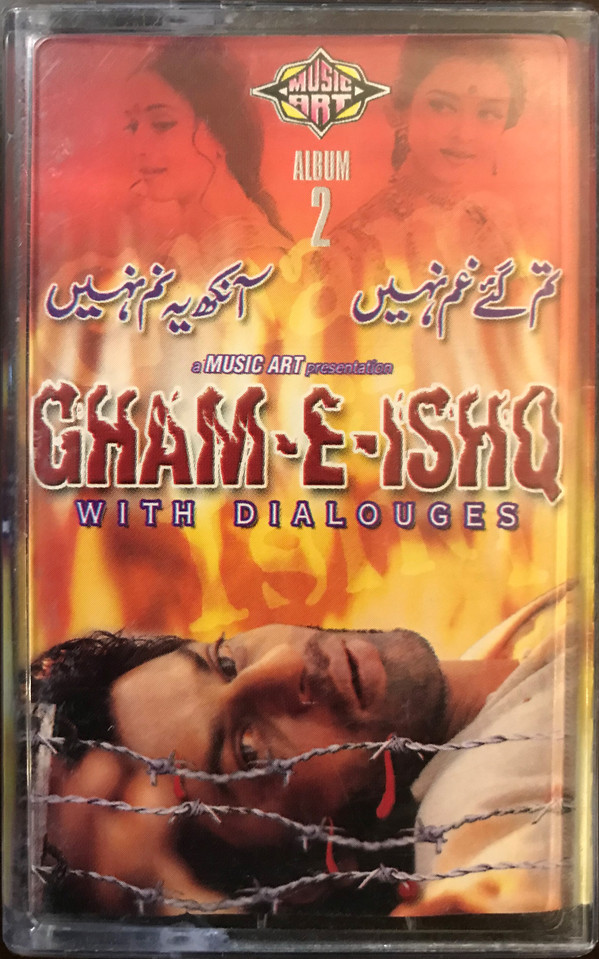 MUSIC
ART
ALBUM
2
تم گئے غم نہیں آنکھ یہ نم نہیں
a MUSIC ART presentation
GHAM-E-ISHQ
WITH DIALOUGES